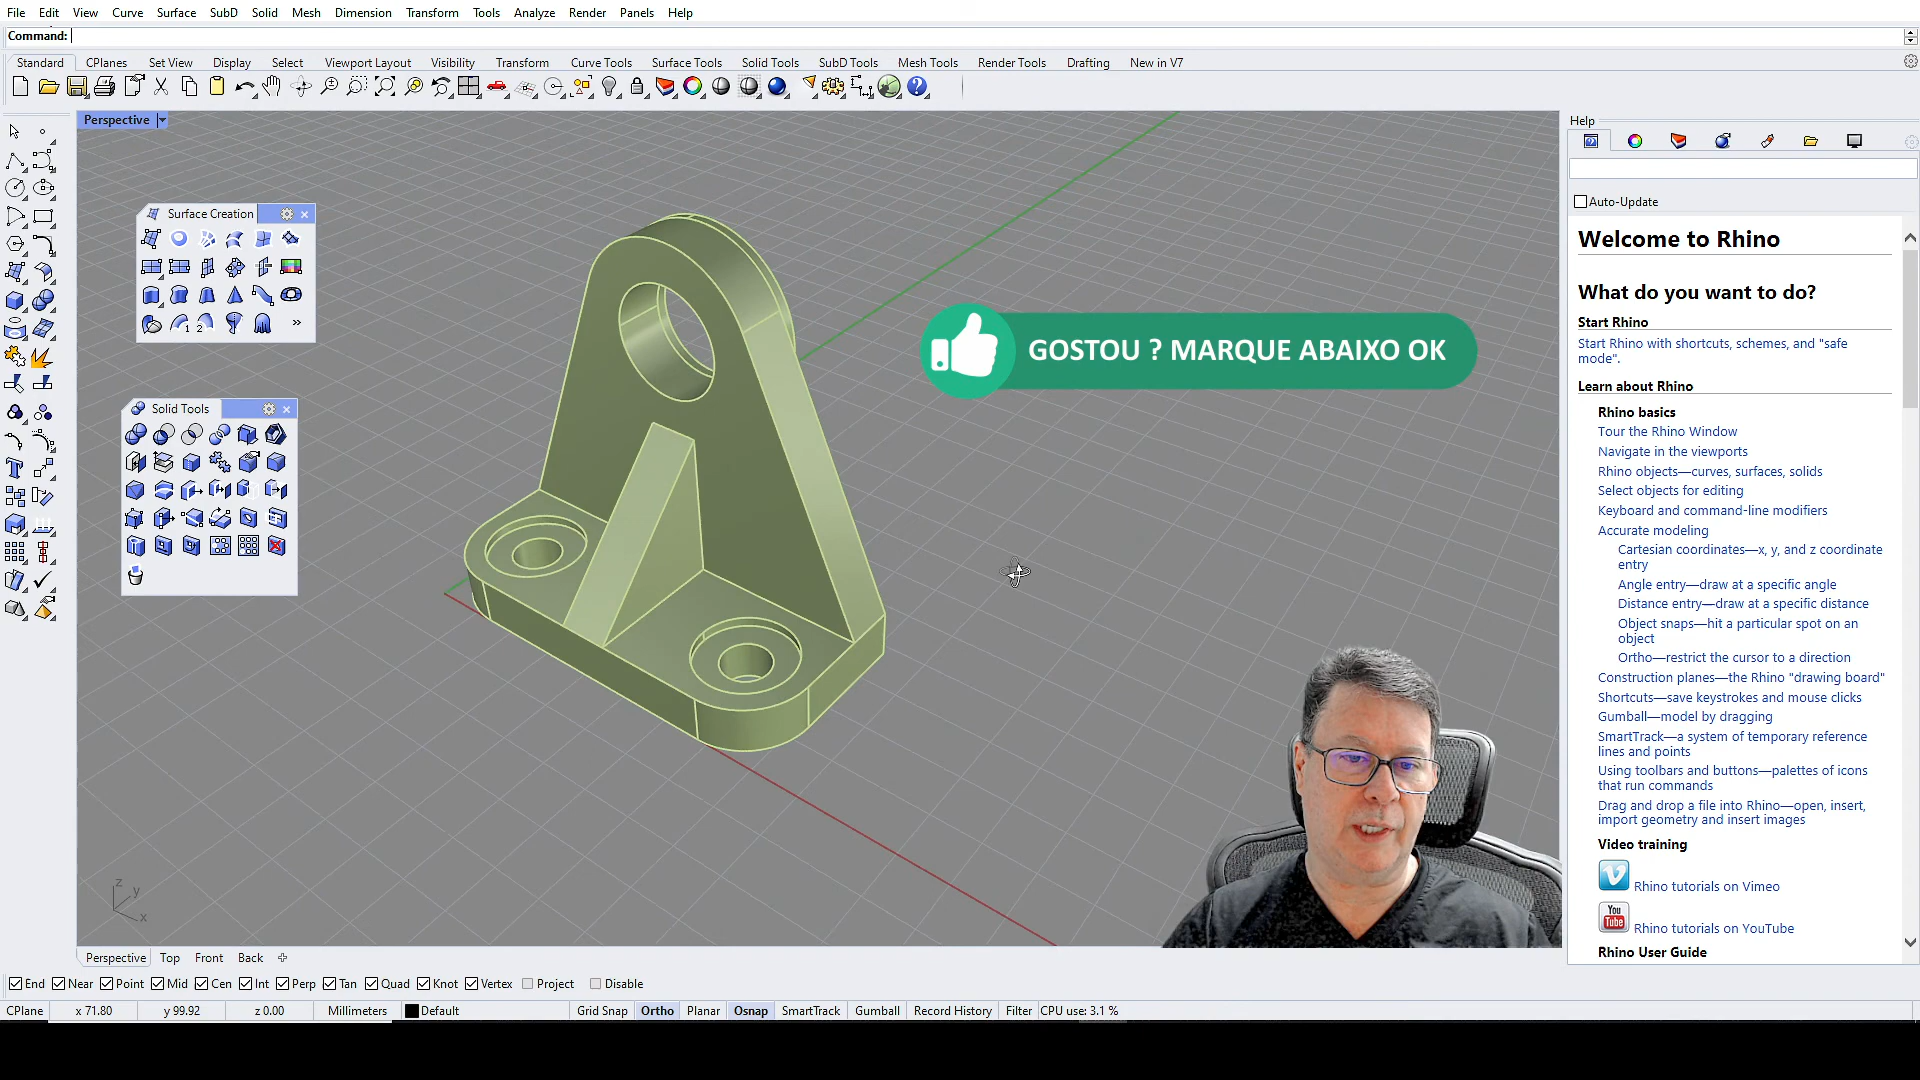 File Edit View Curve Surface SubD Solid Mesh Dimension Transform Tools Analyze Render Panels Help
Command:
Standard CPlanes Set View Display Select Viewport Layout Visibility Transform Curve Tools Surface Tools Solid Tools SubD Tools Mesh Tools Render Tools Drafting New in V7
Perspective
Surface Creation
1 2
Solid Tools
GOSTOU ? MARQUE ABAIXO OK
z
y
x
Help
Auto-Update
Welcome to Rhino
What do you want to do?
Start Rhino
Start Rhino with shortcuts, schemes, and "safe
mode".
Learn about Rhino
Rhino basics
Tour the Rhino Window
Navigate in the viewports
Rhino objects—curves, surfaces, solids
Select objects for editing
Keyboard and command-line modifiers
Accurate modeling
Cartesian coordinates—x, y, and z coordinate
entry
Angle entry—draw at a specific angle
Distance entry—draw at a specific distance
Object snaps—hit a particular spot on an
object
Ortho—restrict the cursor to a direction
Construction planes—the Rhino "drawing board"
Shortcuts—save keystrokes and mouse clicks
Gumball—model by dragging
SmartTrack—a system of temporary reference
lines and points
Using toolbars and buttons—palettes of icons
that run commands
Drag and drop a file into Rhino—open, insert,
import geometry and insert images
Video training
Rhino tutorials on Vimeo
You
Tube
Rhino tutorials on YouTube
Rhino User Guide
Perspective Top Front Back
End Near Point Mid Cen Int Perp Tan Quad Knot Vertex Project Disable
CPlane x 71.80 y 99.92 z 0.00 Millimeters Default Grid Snap Ortho Planar Osnap SmartTrack Gumball Record History Filter CPU use: 3.1 %